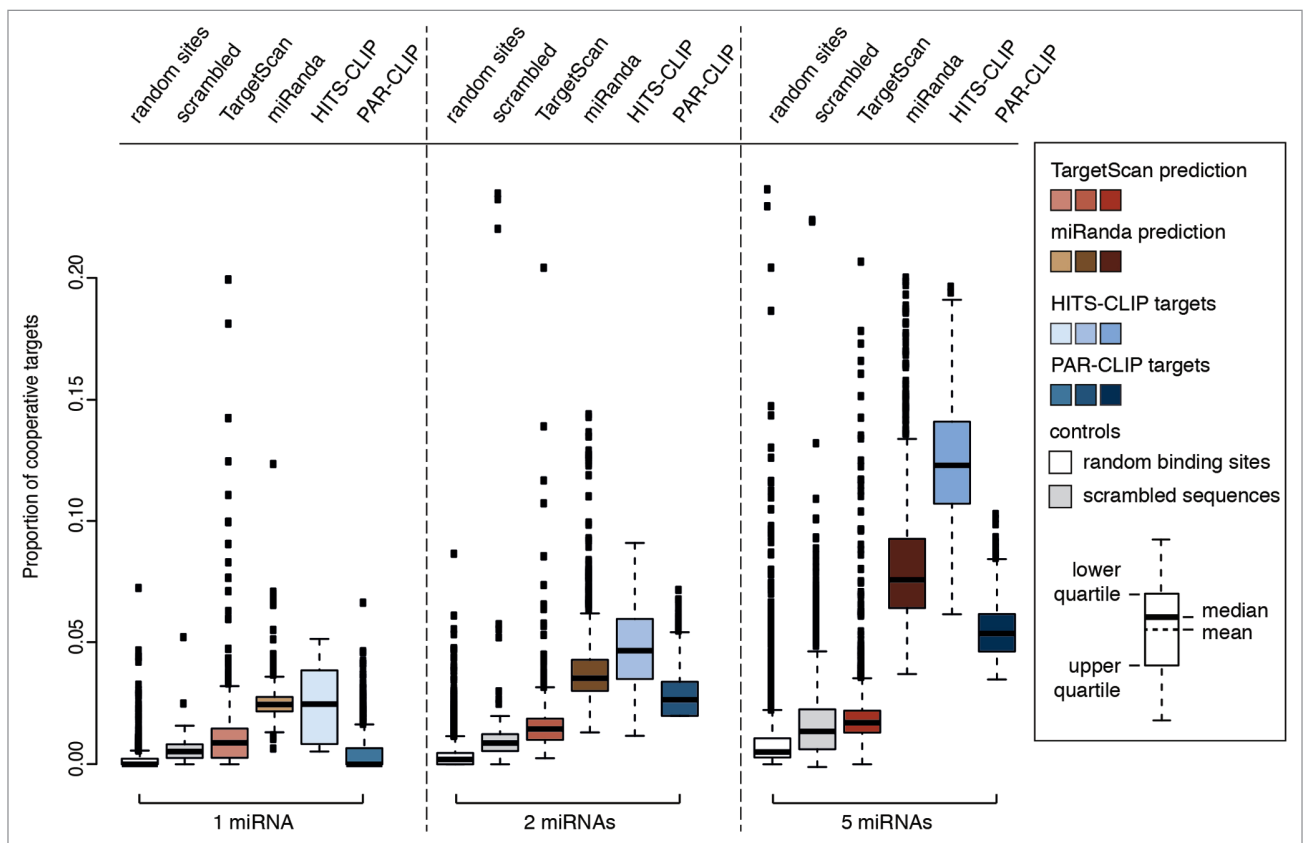 random sites
scrambled
TargetScan
miRanda
HITS-CLIP
PAR-CLIP
random sites
scrambled
TargetScan
miRanda
HITS-CLIP
PAR-CLIP
random sites
scrambled
TargetScan
miRanda
HITS-CLIP
PAR-CLIP
Proportion of cooperative targets
0.20
0.15
0.10
0.05
0.00
1 miRNA
2 miRNAs
5 miRNAs
TargetScan prediction
miRanda prediction
HITS-CLIP targets
PAR-CLIP targets
controls
random binding sites
scrambled sequences
lower
quartile
median
mean
upper
quartile